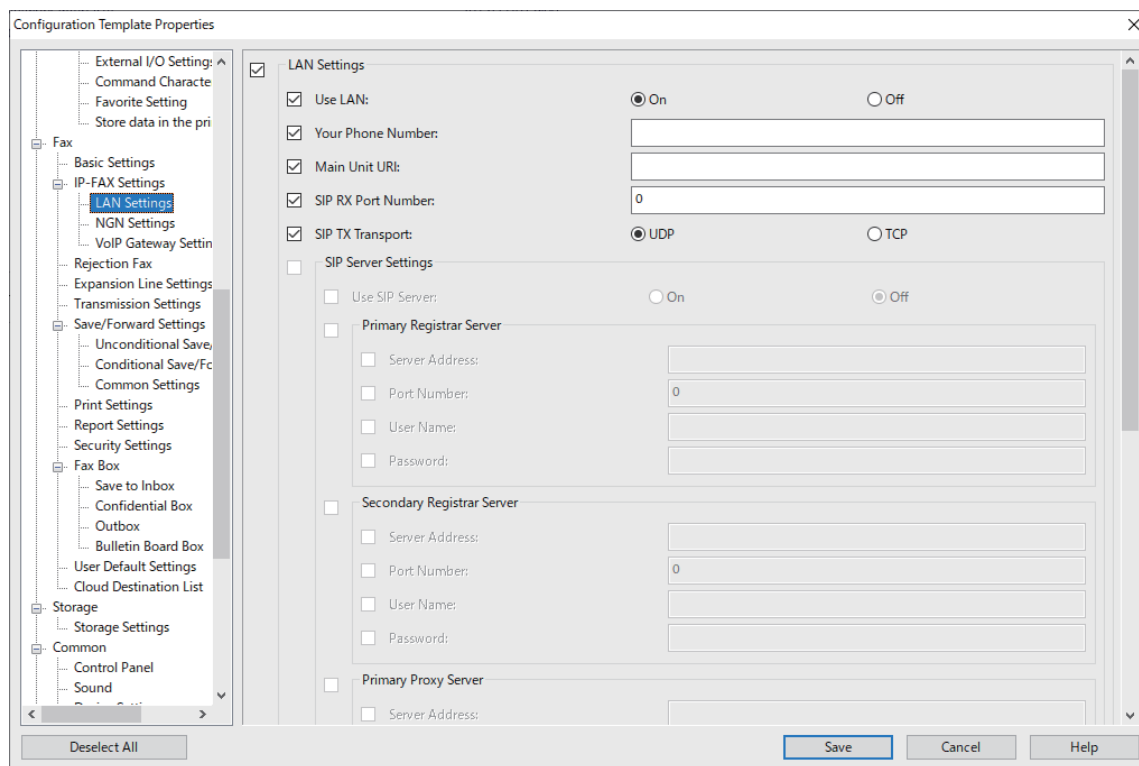 Configuration Template Properties
External I/O Settings
Command Characte
Favorite Setting
Store data in the pri
Fax
Basic Settings
IP-FAX Settings
LAN Settings
NGN Settings
VoIP Gateway Settin
Rejection Fax
Expansion Line Settings
Transmission Settings
Save/Forward Settings
Unconditional Save/
Conditional Save/Fc
Common Settings
Print Settings
Report Settings
Security Settings
Fax Box
Save to Inbox
Confidential Box
Outbox
Bulletin Board Box
User Default Settings
Cloud Destination List
Storage
Storage Settings
Common
Control Panel
Sound
LAN Settings
Use LAN: On Off
Your Phone Number:
Main Unit URI:
SIP RX Port Number: 0
SIP TX Transport: UDP TCP
SIP Server Settings
Use SIP Server: On Off
Primary Registrar Server
Server Address:
Port Number: 0
User Name:
Password:
Secondary Registrar Server
Server Address:
Port Number: 0
User Name:
Password:
Primary Proxy Server
Server Address:
Deselect All Save Cancel Help